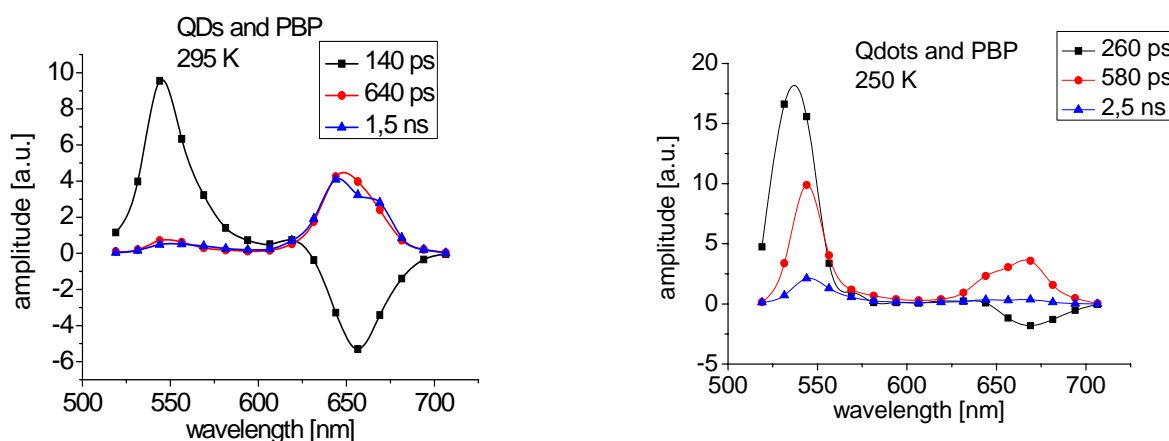 QDs and PBP
295 K
140 ps
640 ps
1,5 ns
10
8
6
4
2
0
-2
-4
-6
500 550 600 650 700
wavelength [nm]
amplitude [a.u.]
Qdots and PBP
250 K
260 ps
580 ps
2,5 ns
20
15
10
5
0
-5
500 550 600 650 700
wavelength [nm]
amplitude [a.u.]